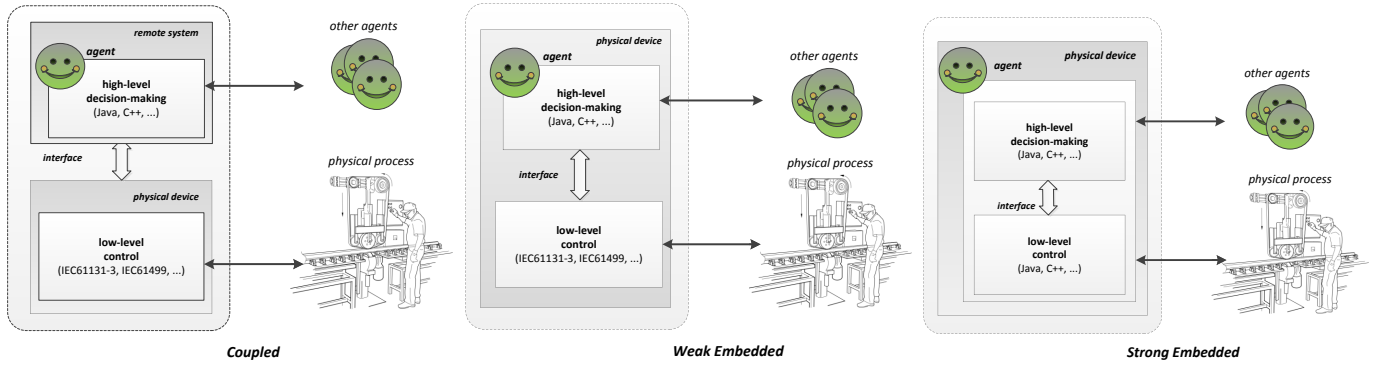 remote system
agent
high-level
decision-making
(Java, C++, ...)
interface
physical device
low-level
control
(IEC61131-3, IEC61499, ...)
other agents
physical process
Coupled
physical device
agent
high-level
decision-making
(Java, C++, ...)
interface
low-level
control
(IEC61131-3, IEC61499, ...)
other agents
physical process
Weak Embedded
physical device
agent
high-level
decision-making
(Java, C++, ...)
interface
low-level
control
(Java, C++, ...)
other agents
physical process
Strong Embedded